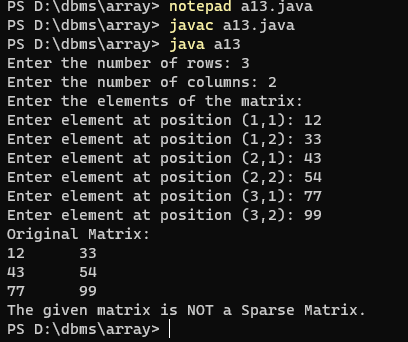 PS D:\dbms\array> notepad a13.java
PS D:\dbms\array> javac a13.java
PS D:\dbms\array> java a13
Enter the number of rows: 3
Enter the number of columns: 2
Enter the elements of the matrix:
Enter element at position (1,1): 12
Enter element at position (1,2): 33
Enter element at position (2,1): 43
Enter element at position (2,2): 54
Enter element at position (3,1): 77
Enter element at position (3,2): 99
Original Matrix:
12      33
43      54
77      99
The given matrix is NOT a Sparse Matrix.
PS D:\dbms\array>